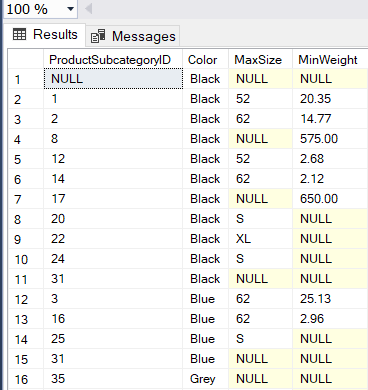 100 %
Results Messages
ProductSubcategoryID Color MaxSize MinWeight
1 NULL Black NULL NULL
2 1 Black 52 20.35
3 2 Black 62 14.77
4 8 Black NULL 575.00
5 12 Black 52 2.68
6 14 Black 62 2.12
7 17 Black NULL 650.00
8 20 Black S NULL
9 22 Black XL NULL
10 24 Black S NULL
11 31 Black NULL NULL
12 3 Blue 62 25.13
13 16 Blue 62 2.96
14 25 Blue S NULL
15 31 Blue NULL NULL
16 35 Grey NULL NULL